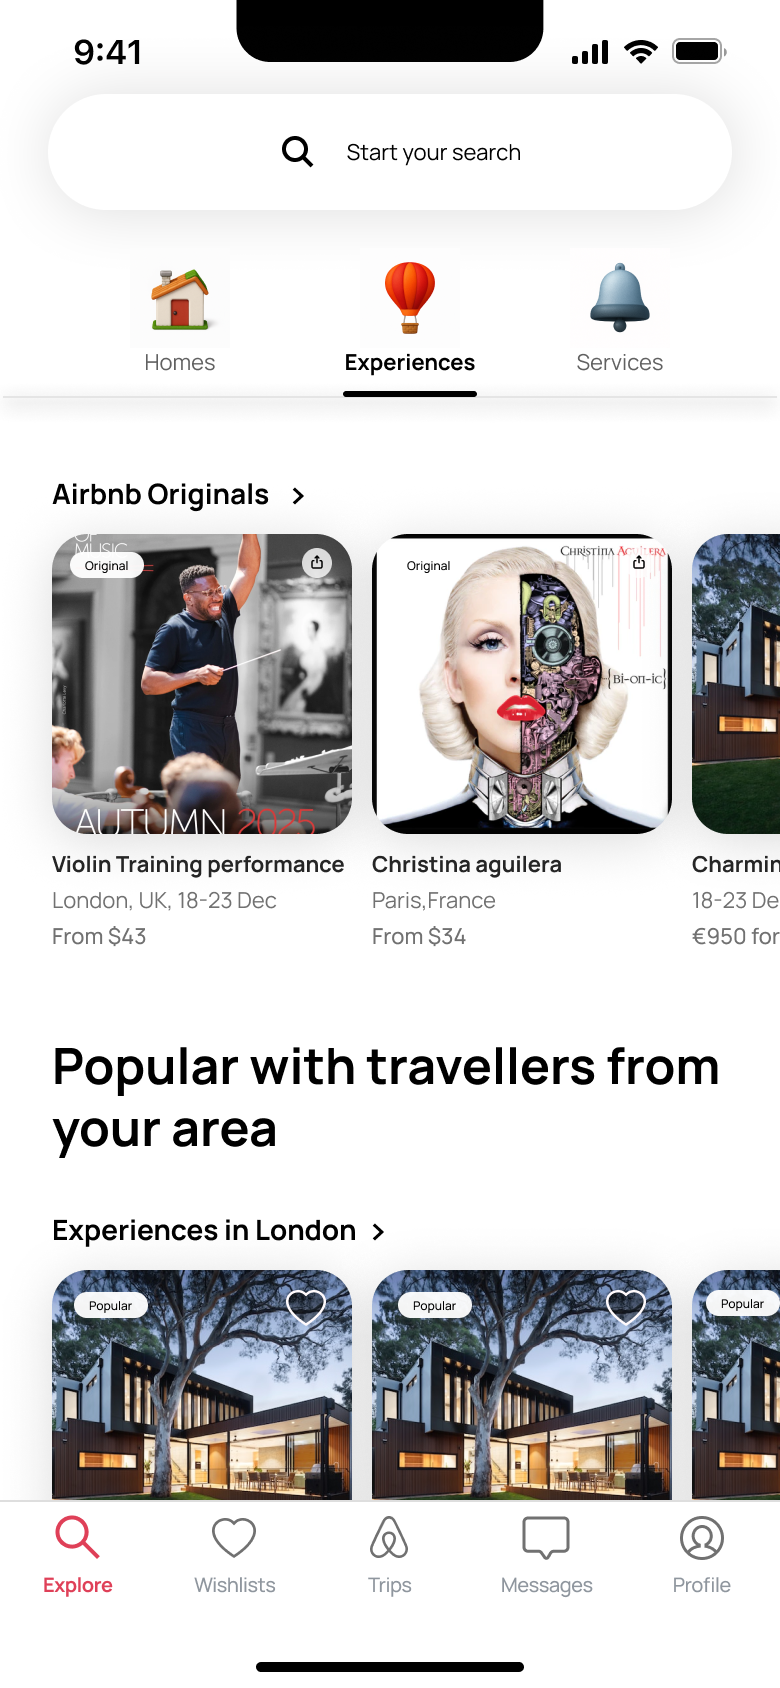 9:41
Start your search
Homes
Experiences
Services
Airbnb Originals
OF
MUSIC
Original
AUTUMN 2025
Original
CHRISTINA AGUILERA
{BI-ON-IC}
Violin Training performance
London, UK, 18-23 Dec
From $43
Christina aguilera
Paris,France
From $34
Charmin
18-23 De
€950 for
Popular with travellers from
your area
Experiences in London
Popular
Popular
Popular
Explore
Wishlists
Trips
Messages
Profile